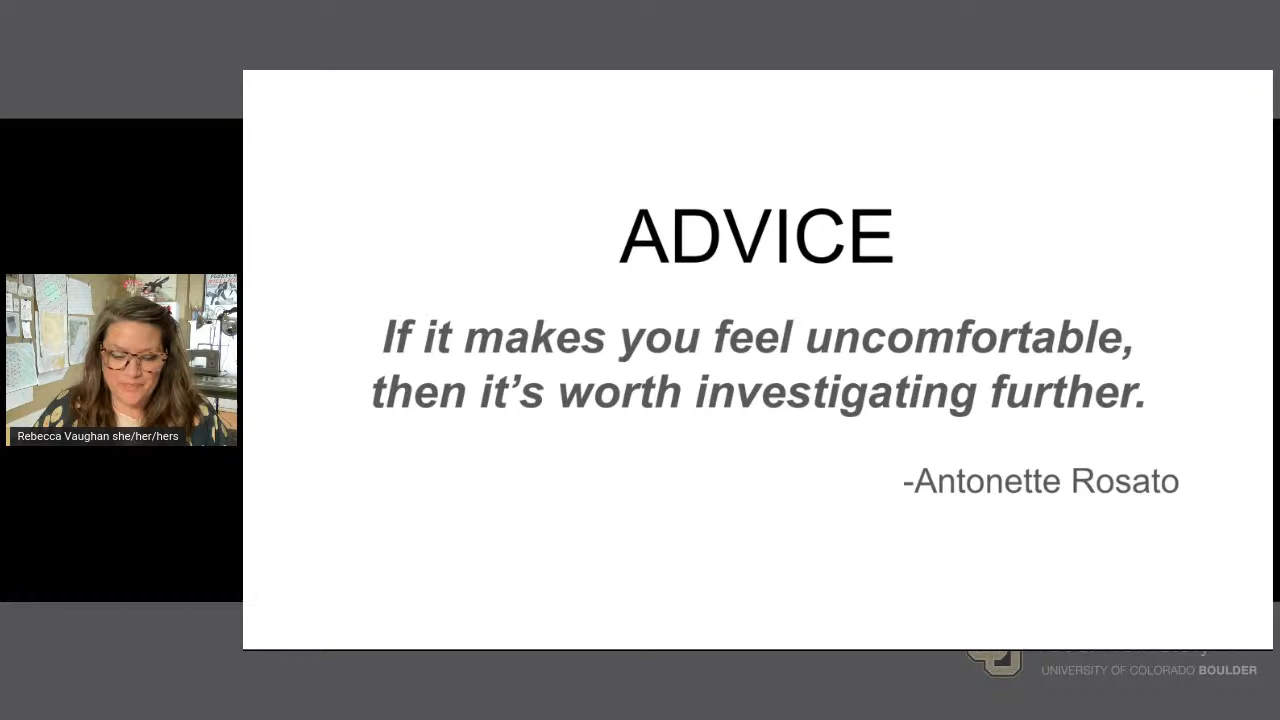 ADVICE
If it makes you feel uncomfortable,
then it’s worth investigating further.
-Antonette Rosato
Rebecca Vaughan she/her/hers
UNIVERSITY OF COLORADO BOULDER